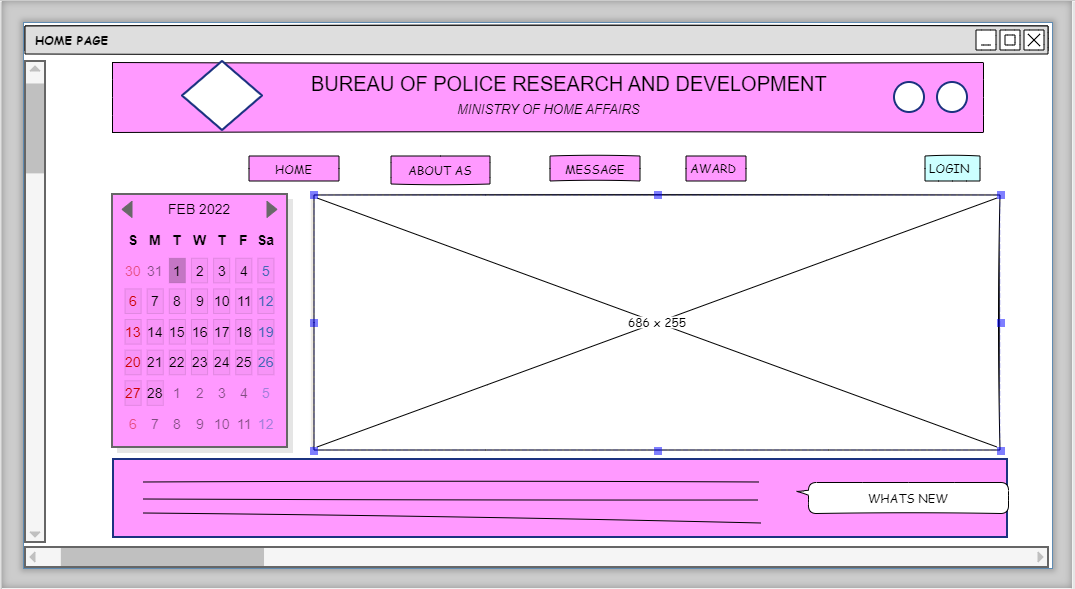 HOME PAGE
BUREAU OF POLICE RESEARCH AND DEVELOPMENT
MINISTRY OF HOME AFFAIRS
HOME
ABOUT AS
MESSAGE
AWARD
LOGIN
FEB 2022
S M T W T F Sa
30 31 1 2 3 4 5
6 7 8 9 10 11 12
13 14 15 16 17 18 19
20 21 22 23 24 25 26
27 28 1 2 3 4 5
6 7 8 9 10 11 12
686 x 255
WHATS NEW